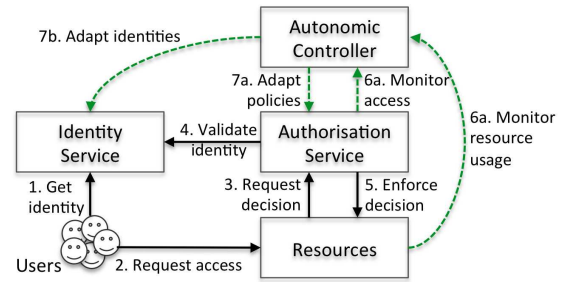 7b. Adapt identities
Autonomic
Controller
7a. Adapt
policies
6a. Monitor
access
6a. Monitor
resource
usage
Identity
Service
4. Validate
identity
Authorisation
Service
1. Get
identity
3. Request
decision
5. Enforce
decision
Users
2. Request access
Resources